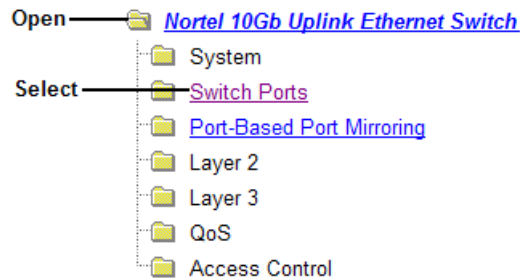 Open Nortel 10Gb Uplink Ethernet Switch
System
Select Switch Ports
Port-Based Port Mirroring
Layer 2
Layer 3
QoS
Access Control